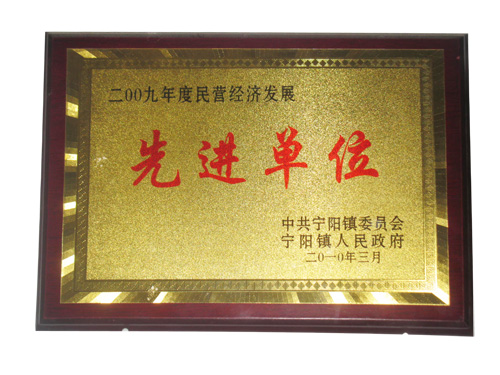 二00九年度民营经济发展
先进单位
中共宁阳镇委员会
宁阳镇人民政府
二0一0年三月